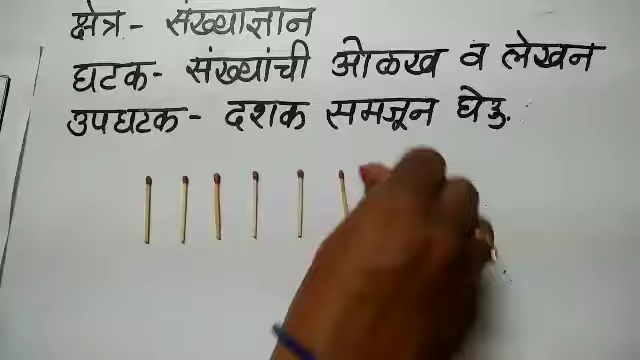 क्षेत्र- संख्याज्ञान
घटक- संख्यांची ओळख व लेखन
उपघटक- दशक समजून घेऊ.